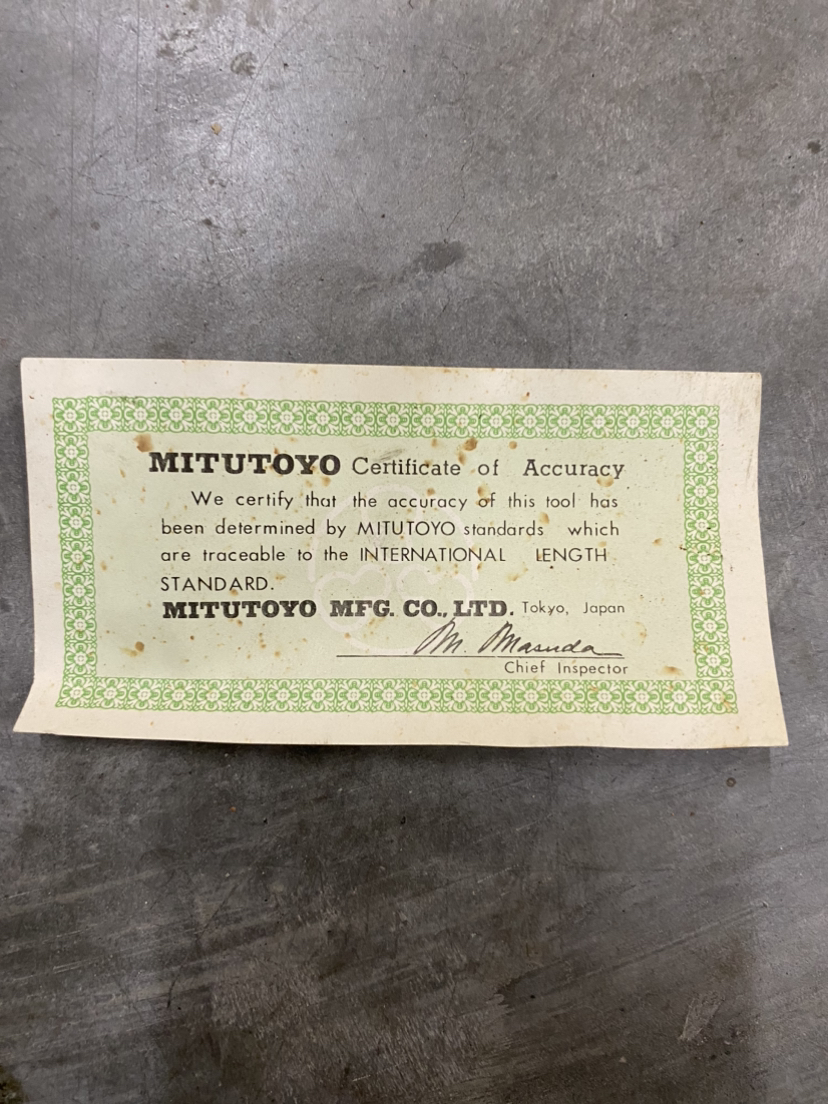 MITUTOYO Certificate of Accuracy
We certify that the accuracy of this tool has
been determined by MITUTOYO standards which
are traceable to the INTERNATIONAL LENGTH
STANDARD.
MITUTOYO MFG. CO., LTD. Tokyo, Japan
M. Masuda
Chief Inspector